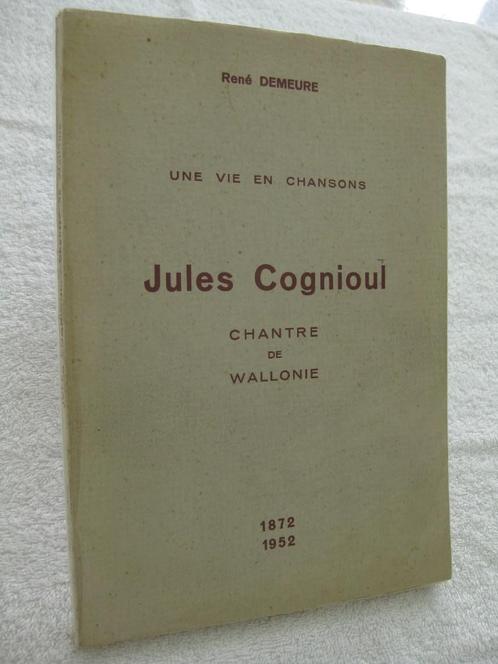 René DEMEURE
UNE VIE EN CHANSONS
Jules Cognioul
CHANTRE
DE
WALLONIE
1872
1952